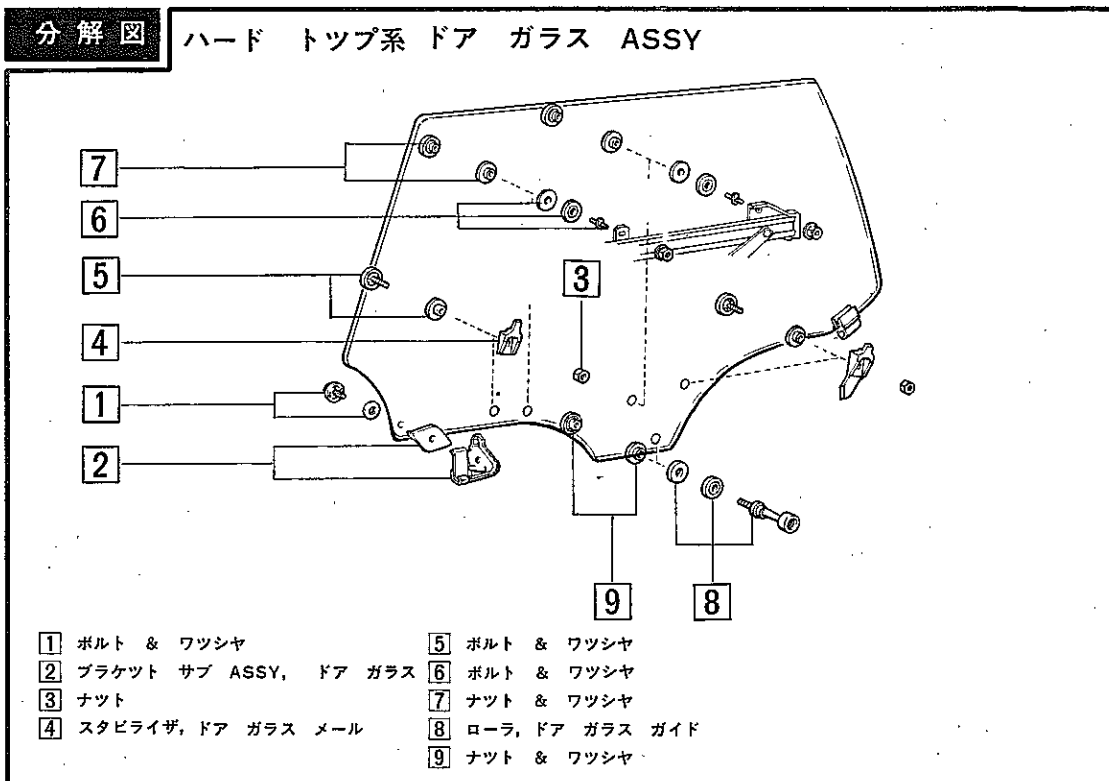 分解図
ハード トツプ系 ドア ガラス ASSY
7
6
5
3
4
1
2
9
8
1 ボルト & ワツシヤ
2 ブラケツト サブ ASSY, ドア ガラス
3 ナツト
4 スタビライザ, ドア ガラス メール
5 ボルト & ワツシヤ
6 ボルト & ワツシヤ
7 ナツト & ワツシヤ
8 ローラ, ドア ガラス ガイド
9 ナツト & ワツシヤ